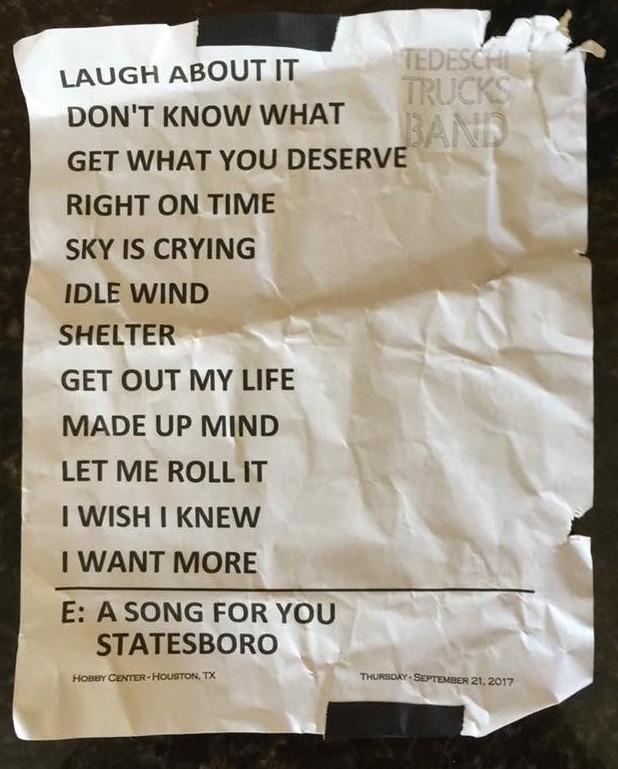 TEDESCHI
TRUCKS
BAND
LAUGH ABOUT IT
DON'T KNOW WHAT
GET WHAT YOU DESERVE
RIGHT ON TIME
SKY IS CRYING
IDLE WIND
SHELTER
GET OUT MY LIFE
MADE UP MIND
LET ME ROLL IT
I WISH I KNEW
I WANT MORE
E: A SONG FOR YOU
STATESBORO
HOBBY CENTER - HOUSTON, TX
THURSDAY - SEPTEMBER 21, 2017